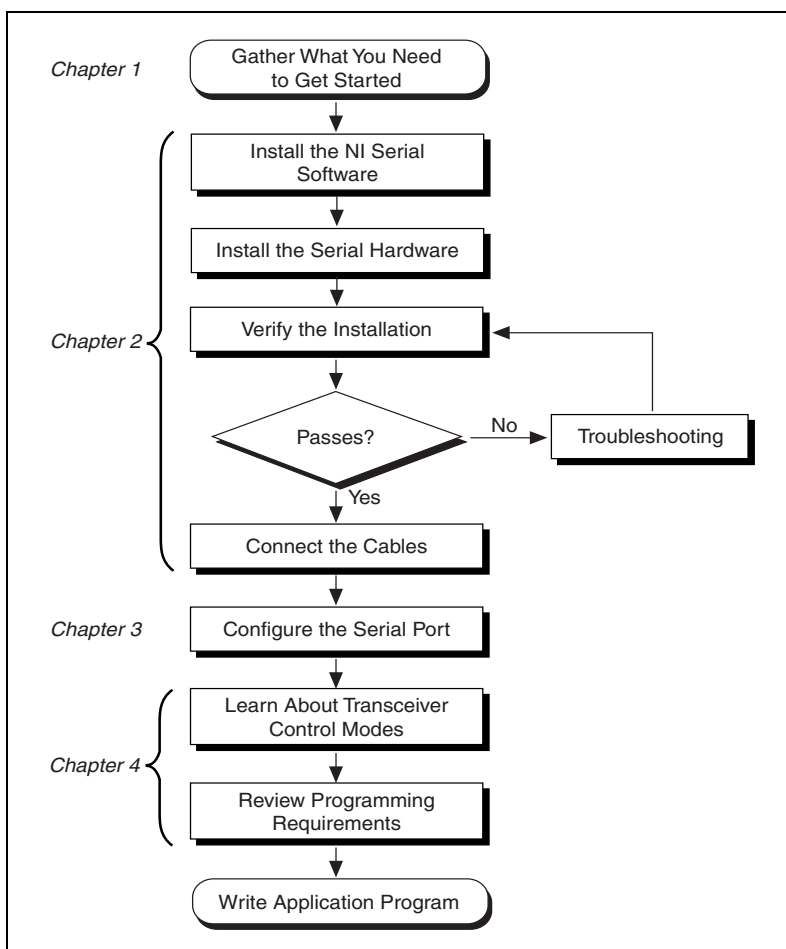 Chapter 1
Gather What You Need
to Get Started
Install the NI Serial
Software
Install the Serial Hardware
Verify the Installation
Chapter 2
Passes?
No
Troubleshooting
Yes
Connect the Cables
Chapter 3
Configure the Serial Port
Learn About Transceiver
Control Modes
Chapter 4
Review Programming
Requirements
Write Application Program